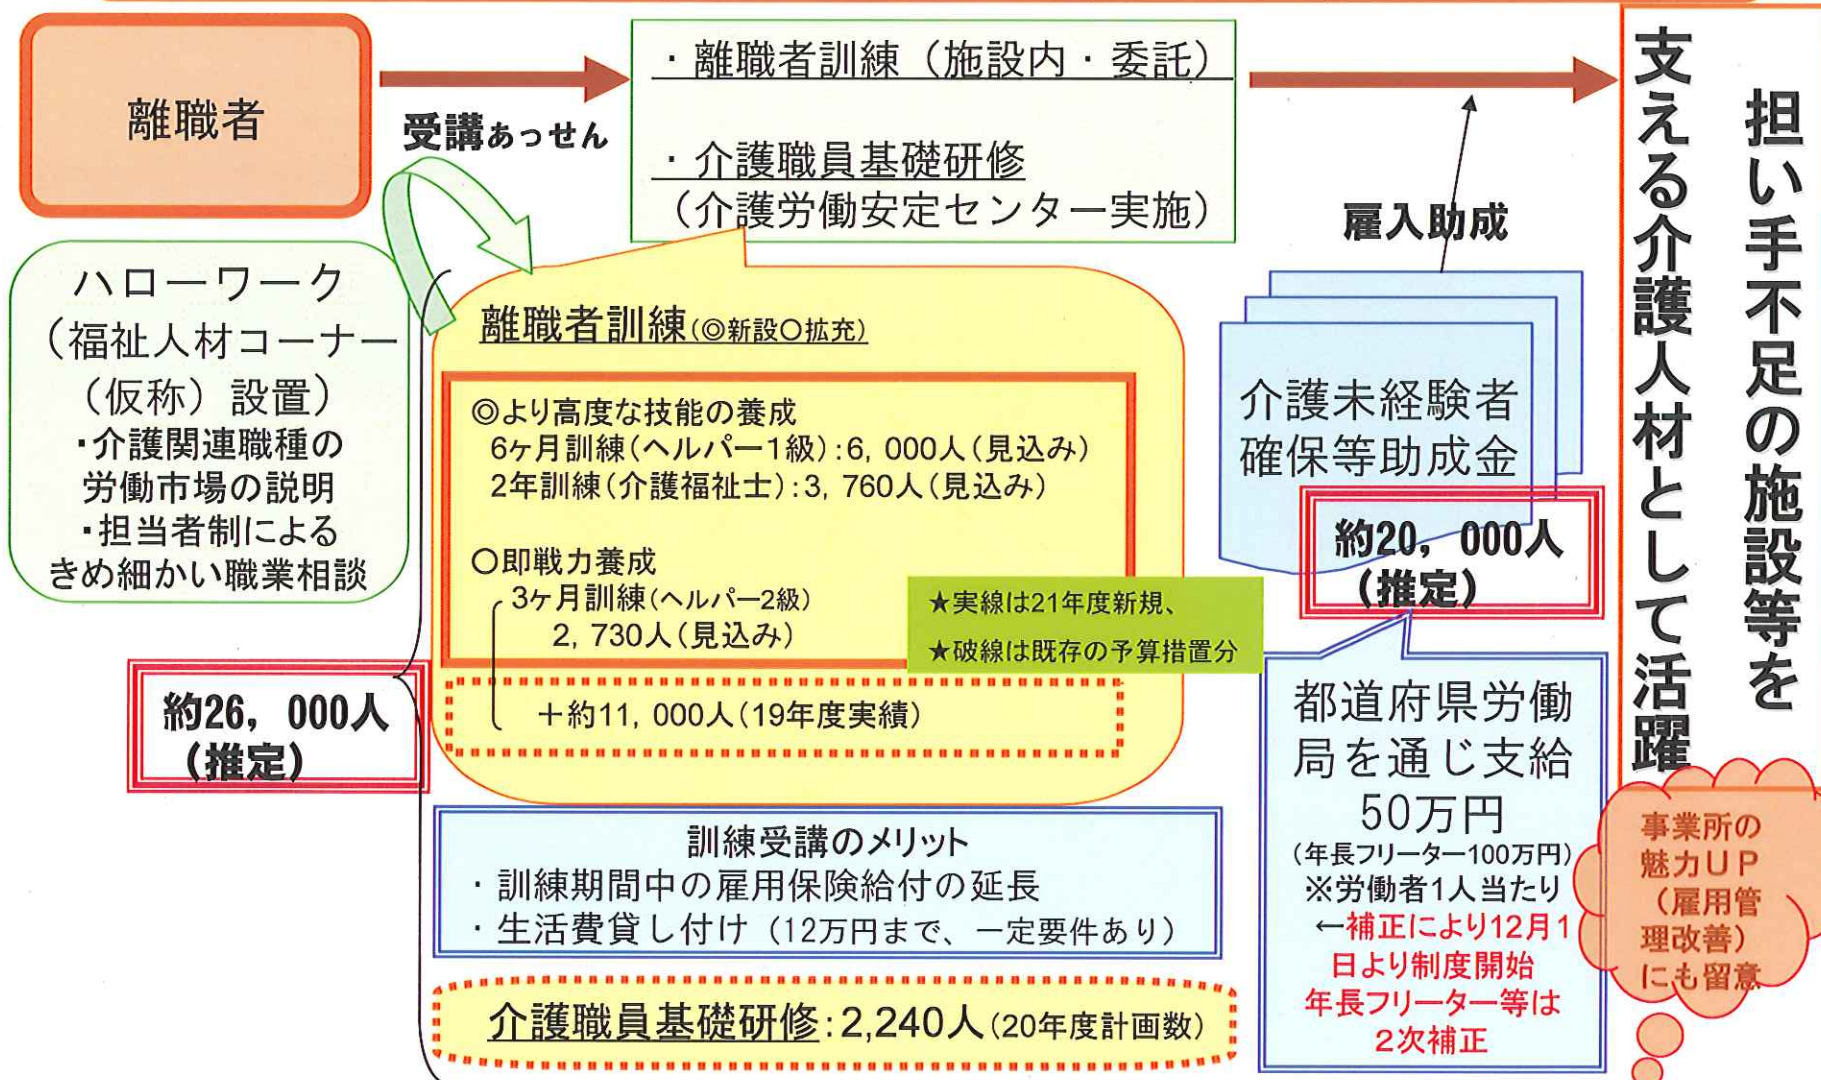 離職者
受講あっせん
・離職者訓練（施設内・委託）
・介護職員基礎研修
（介護労働安定センター実施）
ハローワーク
（福祉人材コーナー
（仮称）設置）
・介護関連職種の
労働市場の説明
・担当者制による
きめ細かい職業相談
約26，000人
（推定）
離職者訓練（◎新設○拡充）
◎より高度な技能の養成
6ヶ月訓練（ヘルパー1級）：6，000人（見込み）
2年訓練（介護福祉士）：3，760人（見込み）
○即戦力養成
3ヶ月訓練（ヘルパー2級）
2，730人（見込み）
＋約11，000人（19年度実績）
★実線は21年度新規、
★破線は既存の予算措置分
訓練受講のメリット
・訓練期間中の雇用保険給付の延長
・生活費貸し付け（12万円まで、一定要件あり）
介護職員基礎研修：2,240人（20年度計画数）
雇入助成
介護未経験者
確保等助成金
約20，000人
（推定）
都道府県労働
局を通じ支給
50万円
（年長フリーター100万円）
※労働者1人当たり
←補正により12月1
日より制度開始
年長フリーター等は
2次補正
担い手不足の施設等を
支える介護人材として活躍
事業所の
魅力UP
（雇用管
理改善）
にも留意